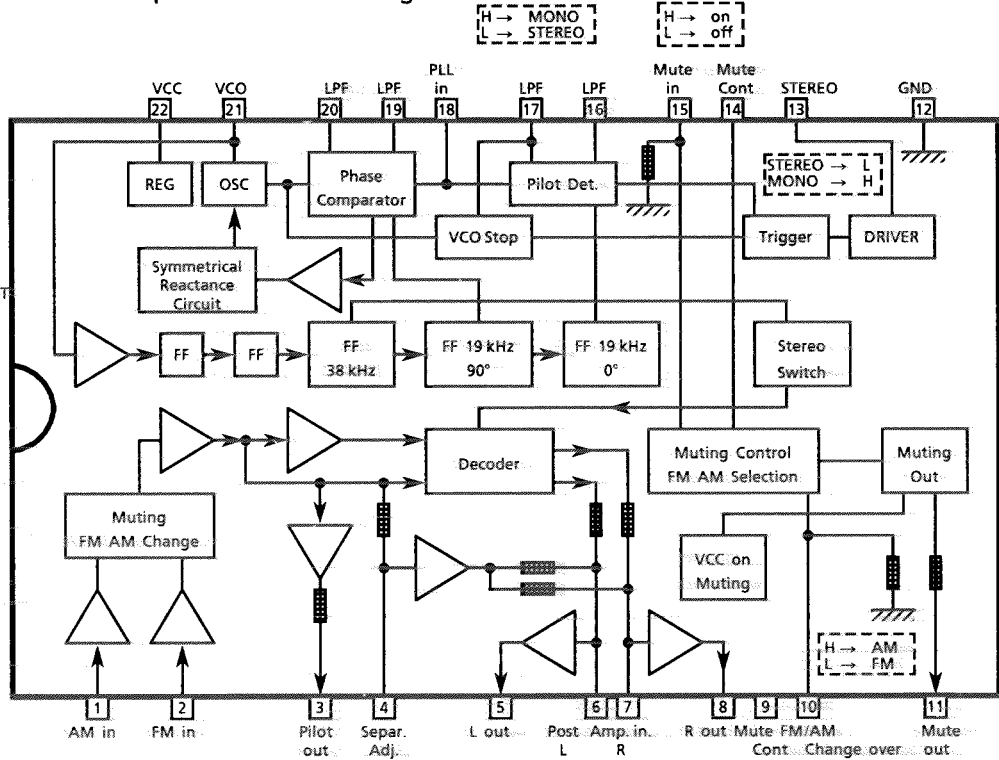 H → MONO
L → STEREO
H → on
L → off
VCC
VCO
LPF
LPF
PLL
in
LPF
LPF
Mute
in
Mute
Cont.
STEREO
GND
22
21
20
19
18
17
16
15
14
13
12
REG
OSC
Phase
Comparator
Pilot Det.
STEREO → L
MONO → H
VCO Stop
Trigger
DRIVER
Symmetrical
Reactance
Circuit
FF
FF
FF
38 kHz
FF 19 kHz
90°
FF 19 kHz
0°
Stereo
Switch
Decoder
Muting Control
FM AM Selection
Muting
Out
Muting
FM AM Change
VCC on
Muting
H → AM
L → FM
1
2
3
4
5
6
7
8
9
10
11
AM in
FM in
Pilot
out
Separ.
Adj.
L out
Post Amp. in.
L R
R out
Mute
Cont
FM/AM
Change over
Mute
out